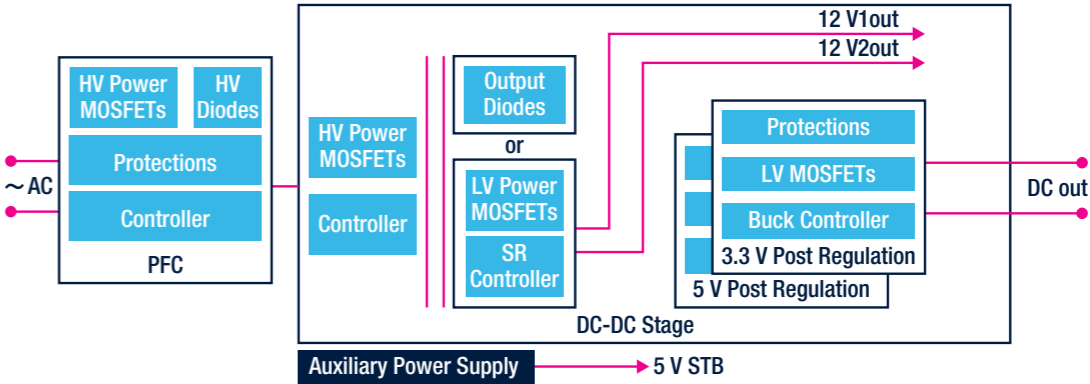 12 V1out
12 V2out
HV Power
MOSFETs
HV
Diodes
Protections
Controller
PFC
~ AC
HV Power
MOSFETs
Controller
Output
Diodes
or
LV Power
MOSFETs
SR
Controller
Protections
LV MOSFETs
Buck Controller
3.3 V Post Regulation
5 V Post Regulation
DC out
DC-DC Stage
Auxiliary Power Supply
5 V STB